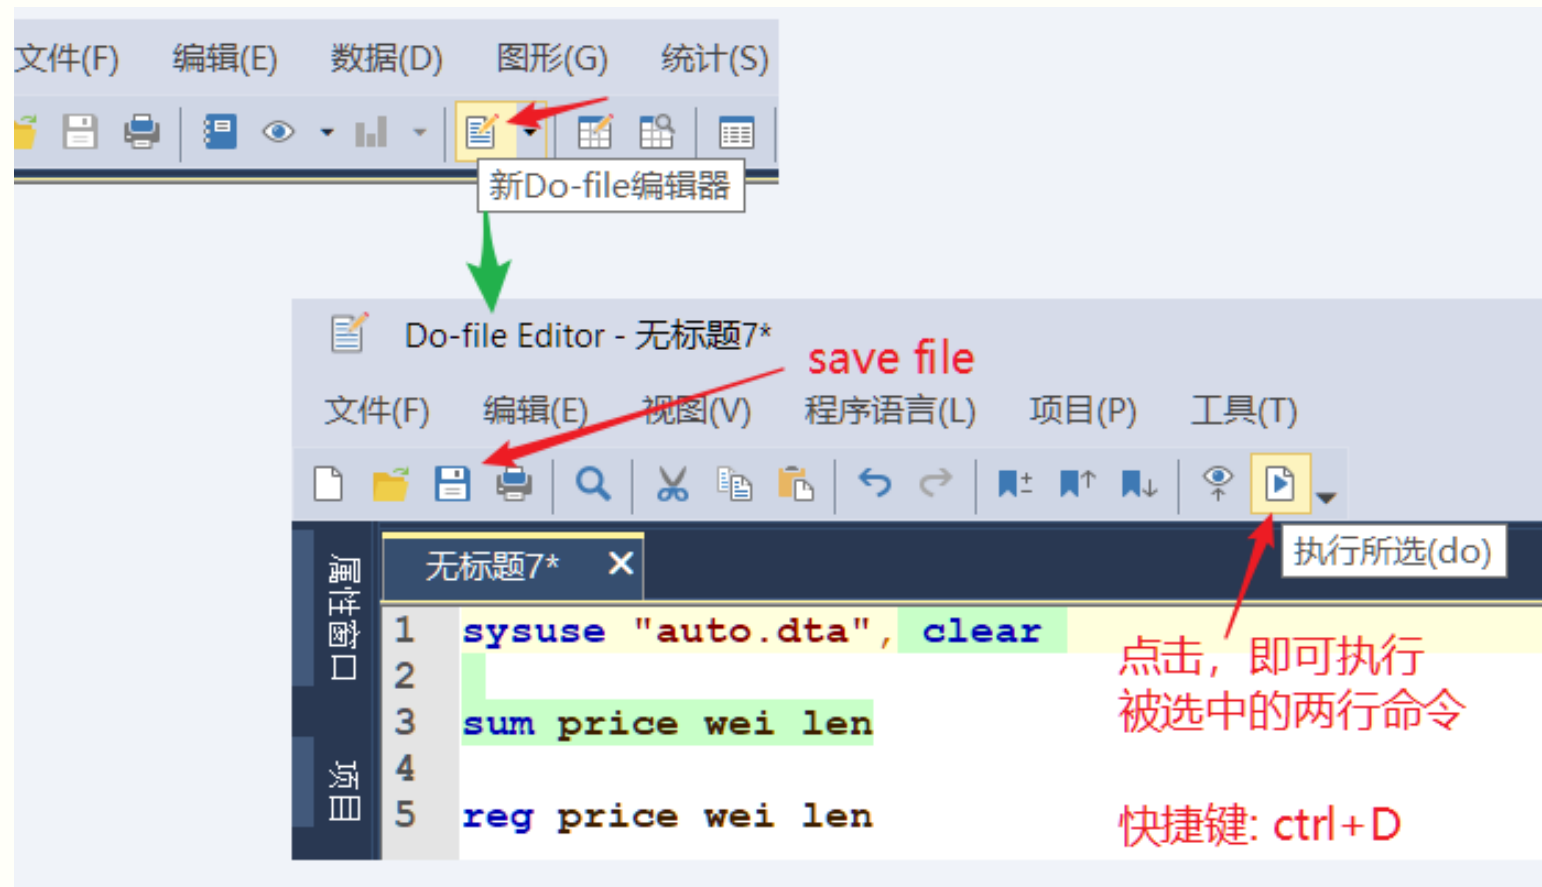 文件(F) 编辑(E) 数据(D) 图形(G) 统计(S)
新Do-file编辑器
Do-file Editor - 无标题7*
save file
文件(F) 编辑(E) 视图(V) 程序语言(L) 项目(P) 工具(T)
执行所选(do)
属性窗口
项目
无标题7*
1 sysuse "auto.dta", clear
2
3 sum price wei len
4
5 reg price wei len
点击，即可执行
被选中的两行命令
快捷键: ctrl+D